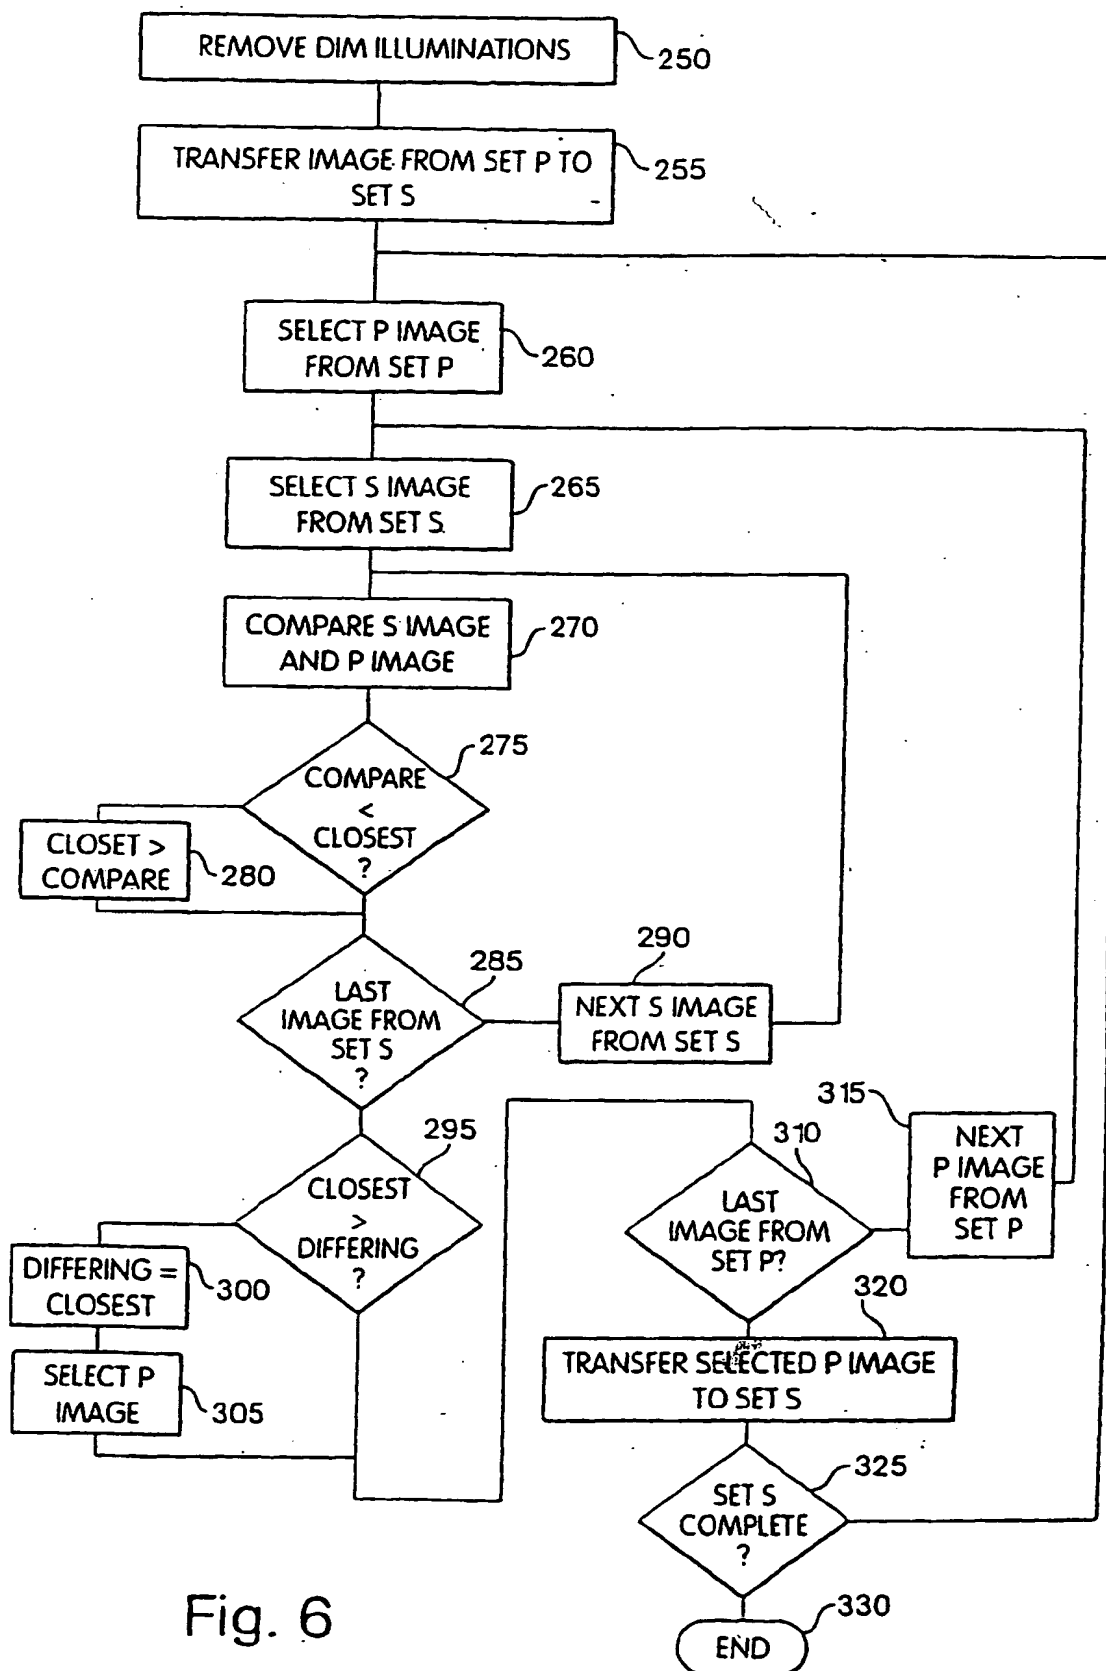 REMOVE DIM ILLUMINATIONS
250
TRANSFER IMAGE FROM SET P TO
SET S
255
SELECT P IMAGE
FROM SET P
260
SELECT S IMAGE
FROM SET S
265
COMPARE S IMAGE
AND P IMAGE
270
COMPARE
<
CLOSEST
?
275
CLOSET >
COMPARE
280
LAST
IMAGE FROM
SET S
?
285
NEXT S IMAGE
FROM SET S
290
CLOSEST
>
DIFFERING
?
295
DIFFERING =
CLOSEST
300
SELECT P
IMAGE
305
LAST
IMAGE FROM
SET P?
310
NEXT
P IMAGE
FROM
SET P
315
TRANSFER SELECTED P IMAGE
TO SET S
320
SET S
COMPLETE
?
325
END
330
Fig. 6